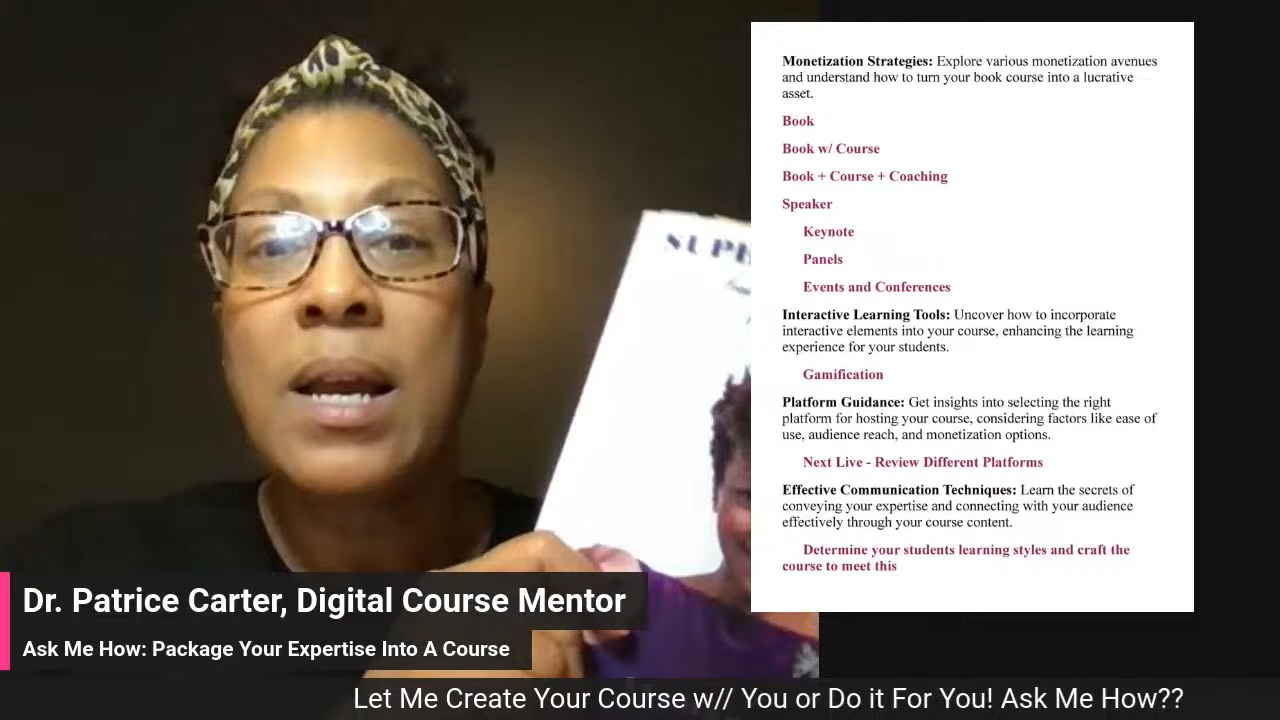 Monetization Strategies: Explore various monetization avenues
and understand how to turn your book course into a lucrative
asset.
Book
Book w/ Course
Book + Course + Coaching
Speaker
Keynote
Panels
Events and Conferences
Interactive Learning Tools: Uncover how to incorporate
interactive elements into your course, enhancing the learning
experience for your students.
Gamification
Platform Guidance: Get insights into selecting the right
platform for hosting your course, considering factors like ease of
use, audience reach, and monetization options.
Next Live - Review Different Platforms
Effective Communication Techniques: Learn the secrets of
conveying your expertise and connecting with your audience
effectively through your course content.
Determine your students learning styles and craft the
course to meet this
Dr. Patrice Carter, Digital Course Mentor
Ask Me How: Package Your Expertise Into A Course
Let Me Create Your Course w// You or Do it For You! Ask Me How??